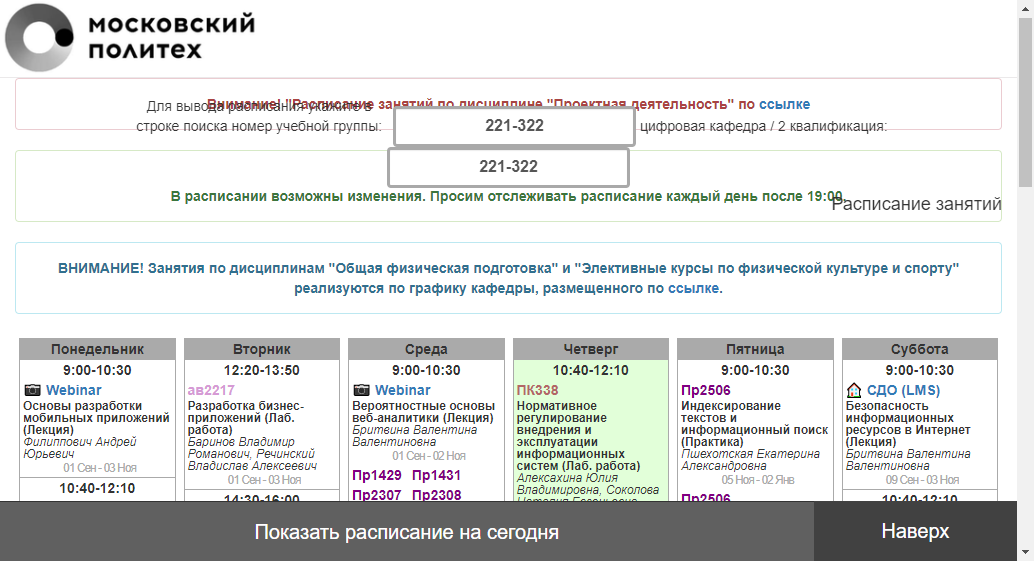 московский
политех
Внимание! "Расписание занятий по дисциплине "Проектная деятельность" по ссылке
Для вывода расписания укажите в
строке поиска номер учебной группы:
221-322
цифровая кафедра / 2 квалификация:
221-322
В расписании возможны изменения. Просим отслеживать расписание каждый день после 19:00.
Расписание занятий
ВНИМАНИЕ! Занятия по дисциплинам "Общая физическая подготовка" и "Элективные курсы по физической культуре и спорту"
реализуются по графику кафедры, размещенного по ссылке.
Понедельник
9:00-10:30
Webinar
Основы разработки
мобильных приложений
(Лекция)
Филиппович Андрей
Юрьевич
01 Сен - 03 Ноя
10:40-12:10
Вторник
12:20-13:50
ав2217
Разработка бизнес-
приложений (Лаб.
работа)
Баринов Владимир
Романович, Речинский
Владислав Алексеевич
01 Сен - 03 Ноя
14:30-16:00
Среда
9:00-10:30
Webinar
Вероятностные основы
веб-аналитики (Лекция)
Бритвина Валентина
Валентиновна
01 Сен - 02 Ноя
Пр1429 Пр1431
Пр2307 Пр2308
Четверг
10:40-12:10
ПК338
Нормативное
регулирование
внедрения и
эксплуатации
информационных
систем (Лаб. работа)
Алексахина Юлия
Владимировна, Соколова
Наталия Евгеньевна
Пятница
9:00-10:30
Пр2506
Индексирование
текстов и
информационный поиск
(Практика)
Пшехотская Екатерина
Александровна
05 Ноя - 02 Янв
Пр2506
Суббота
9:00-10:30
СДО (LMS)
Безопасность
информационных
ресурсов в Интернет
(Лекция)
Бритвина Валентина
Валентиновна
09 Сен - 03 Ноя
10:40-12:10
Показать расписание на сегодня
Наверх